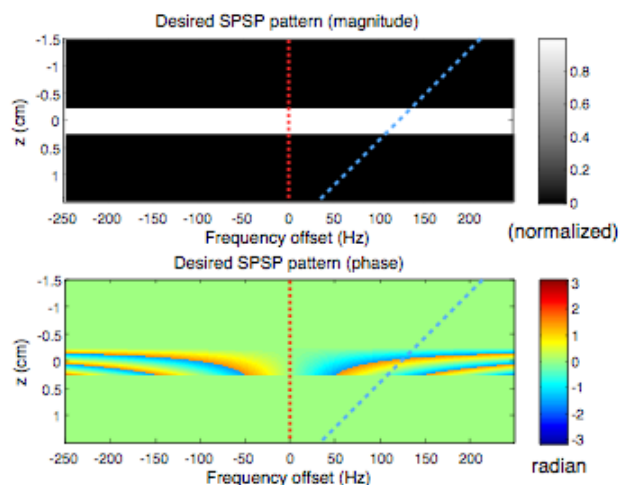 Desired SPSP pattern (magnitude)
-1.5
-1
-0.5
0
0.5
1
z (cm)
-250 -200 -150 -100 -50 0 50 100 150 200
Frequency offset (Hz)
0.8
0.6
0.4
0.2
0
(normalized)
Desired SPSP pattern (phase)
-1.5
-1
-0.5
0
0.5
1
z (cm)
-250 -200 -150 -100 -50 0 50 100 150 200
Frequency offset (Hz)
3
2
1
0
-1
-2
-3
radian